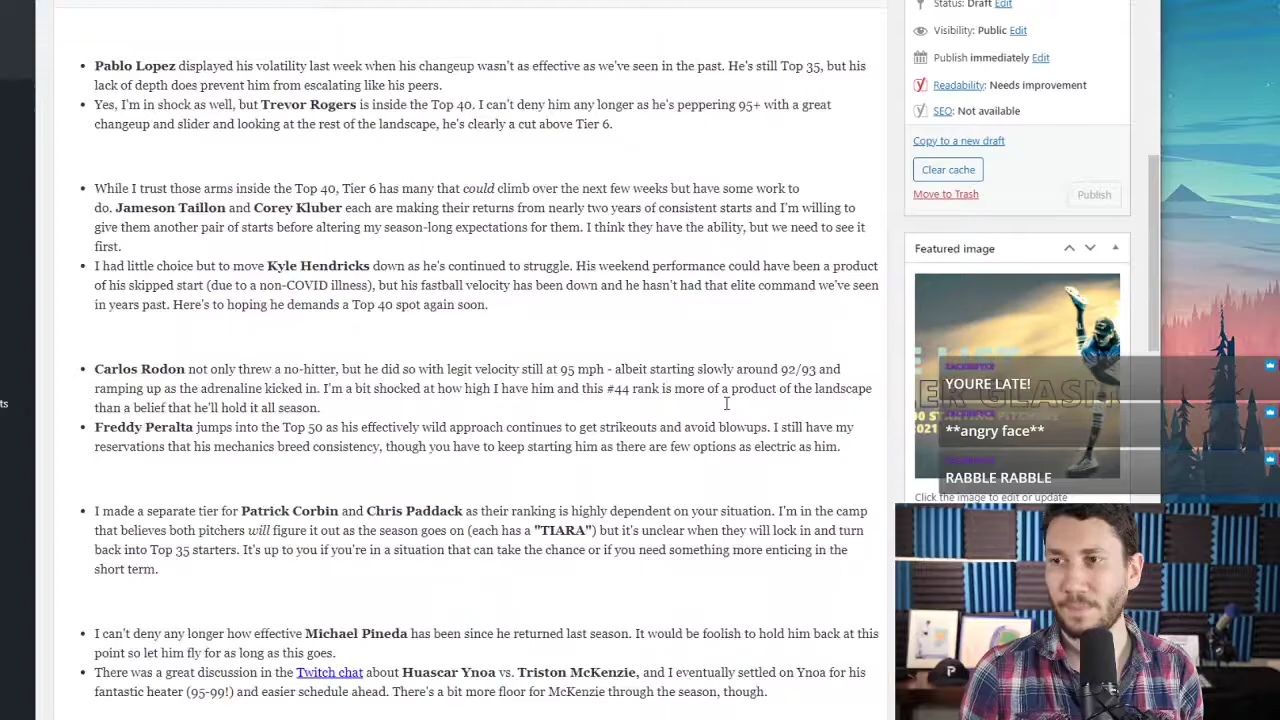 Pablo Lopez displayed his volatility last week when his changeup wasn't as effective as we've seen in the past. He's still Top 35, but his
lack of depth does prevent him from escalating like his peers.
Yes, I'm in shock as well, but Trevor Rogers is inside the Top 40. I can't deny him any longer as he's peppering 95+ with a great
changeup and slider and looking at the rest of the landscape, he's clearly a cut above Tier 6.
While I trust those arms inside the Top 40, Tier 6 has many that could climb over the next few weeks but have some work to
do. Jameson Taillon and Corey Kluber each are making their returns from nearly two years of consistent starts and I'm willing to
give them another pair of starts before altering my season-long expectations for them. I think they have the ability, but we need to see it
first.
I had little choice but to move Kyle Hendricks down as he's continued to struggle. His weekend performance could have been a product
of his skipped start (due to a non-COVID illness), but his fastball velocity has been down and he hasn't had that elite command we've seen
in years past. Here's to hoping he demands a Top 40 spot again soon.
Carlos Rodon not only threw a no-hitter, but he did so with legit velocity still at 95 mph - albeit starting slowly around 92/93 and
ramping up as the adrenaline kicked in. I'm a bit shocked at how high I have him and this #44 rank is more of a product of the landscape
than a belief that he'll hold it all season.
Freddy Peralta jumps into the Top 50 as his effectively wild approach continues to get strikeouts and avoid blowups. I still have my
reservations that his mechanics breed consistency, though you have to keep starting him as there are few options as electric as him.
I made a separate tier for Patrick Corbin and Chris Paddack as their ranking is highly dependent on your situation. I'm in the camp
that believes both pitchers will figure it out as the season goes on (each has a "TIARA") but it's unclear when they will lock in and turn
back into Top 35 starters. It's up to you if you're in a situation that can take the chance or if you need something more enticing in the
short term.
I can't deny any longer how effective Michael Pineda has been since he returned last season. It would be foolish to hold him back at this
point so let him fly for as long as this goes.
There was a great discussion in the Twitch chat about Huascar Ynoa vs. Triston McKenzie, and I eventually settled on Ynoa for his
fantastic heater (95-99!) and easier schedule ahead. There's a bit more floor for McKenzie through the season, though.
ts
Status: Draft Edit
Visibility: Public Edit
Publish immediately Edit
Readability: Needs improvement
SEO: Not available
Copy to a new draft
Clear cache
Move to Trash
Publish
Featured image
YOURE LATE!
**angry face**
RABBLE RABBLE
Click the image to edit or update
P